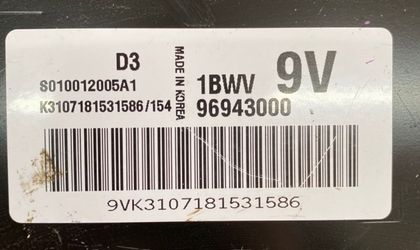 D3
S010012005A1
K3107181531586/154
MADE IN KOREA
1BWV 9V
96943000
9VK3107181531586